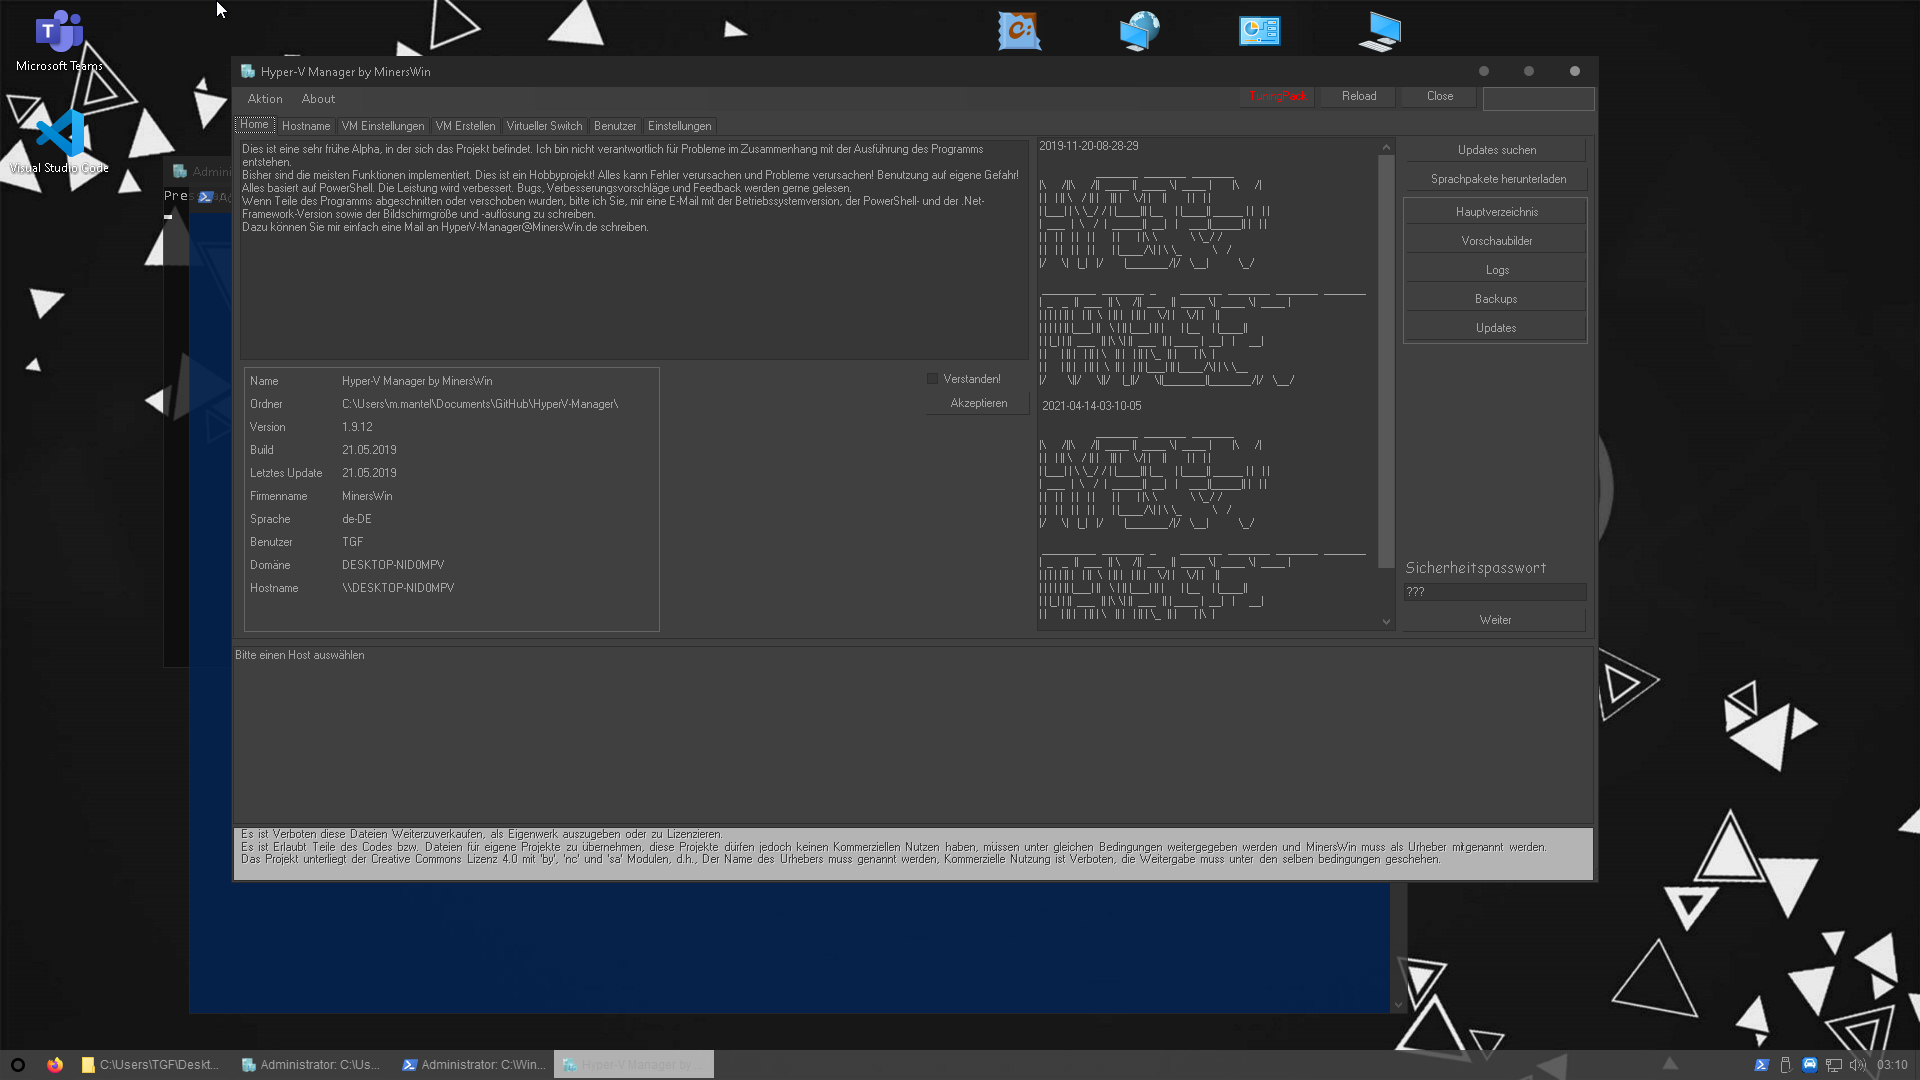 Microsoft Teams
Visual Studio Code
Hyper-V Manager by MinersWin
Aktion About
TuningPack Reload Close
Home Hostname VM Einstellungen VM Erstellen Virtueller Switch Benutzer Einstellungen
Dies ist eine sehr frühe Alpha, in der sich das Projekt befindet. Ich bin nicht verantwortlich für Probleme im Zusammenhang mit der Ausführung des Programms
entstehen.
Bisher sind die meisten Funktionen implementiert. Dies ist ein Hobbyprojekt! Alles kann Fehler verursachen und Probleme verursachen! Benutzung auf eigene Gefahr!
Alles basiert auf PowerShell. Die Leistung wird verbessert. Bugs, Verbesserungsvorschläge und Feedback werden gerne gelesen.
Wenn Teile des Programms abgeschnitten oder verschoben wurden, bitte ich Sie, mir eine E-Mail mit der Betriebssystemversion, der PowerShell- und der .Net-
Framework-Version sowie der Bildschirmgröße und -auflösung zu schreiben.
Dazu können Sie mir einfach eine Mail an HyperV-Manager@MinersWin.de schreiben.
Verstanden!
Akzeptieren
Name Hyper-V Manager by MinersWin
Ordner C:\Users\m.mantel\Documents\GitHub\HyperV-Manager\
Version 1.9.12
Build 21.05.2019
Letztes Update 21.05.2019
Firmenname MinersWin
Sprache de-DE
Benutzer TGF
Domäne DESKTOP-NID0MPV
Hostname \\DESKTOP-NID0MPV
2019-11-20-08-28-29
2021-04-14-03-10-05
Updates suchen
Sprachpakete herunterladen
Hauptverzeichnis
Vorschaubilder
Logs
Backups
Updates
Sicherheitspasswort
???
Weiter
Bitte einen Host auswählen
Es ist Verboten diese Dateien Weiterzuverkaufen, als Eigenwerk auszugeben oder zu Lizenzieren.
Es ist Erlaubt Teile des Codes bzw. Dateien für eigene Projekte zu übernehmen, diese Projekte dürfen jedoch keinen Kommerziellen Nutzen haben, müssen unter gleichen Bedingungen weitergegeben werden und MinersWin muss als Urheber mitgenannt werden.
Das Projekt unterliegt der Creative Commons Lizenz 4.0 mit 'by', 'nc' und 'sa' Modulen, d.h., Der Name des Urhebers muss genannt werden, Kommerzielle Nutzung ist Verboten, die Weitergabe muss unter den selben bedingungen geschehen.
C:\Users\TGF\Deskt... Administrator: C:\Us... Administrator: C:\Win... Hyper-V Manager by ... 03:10